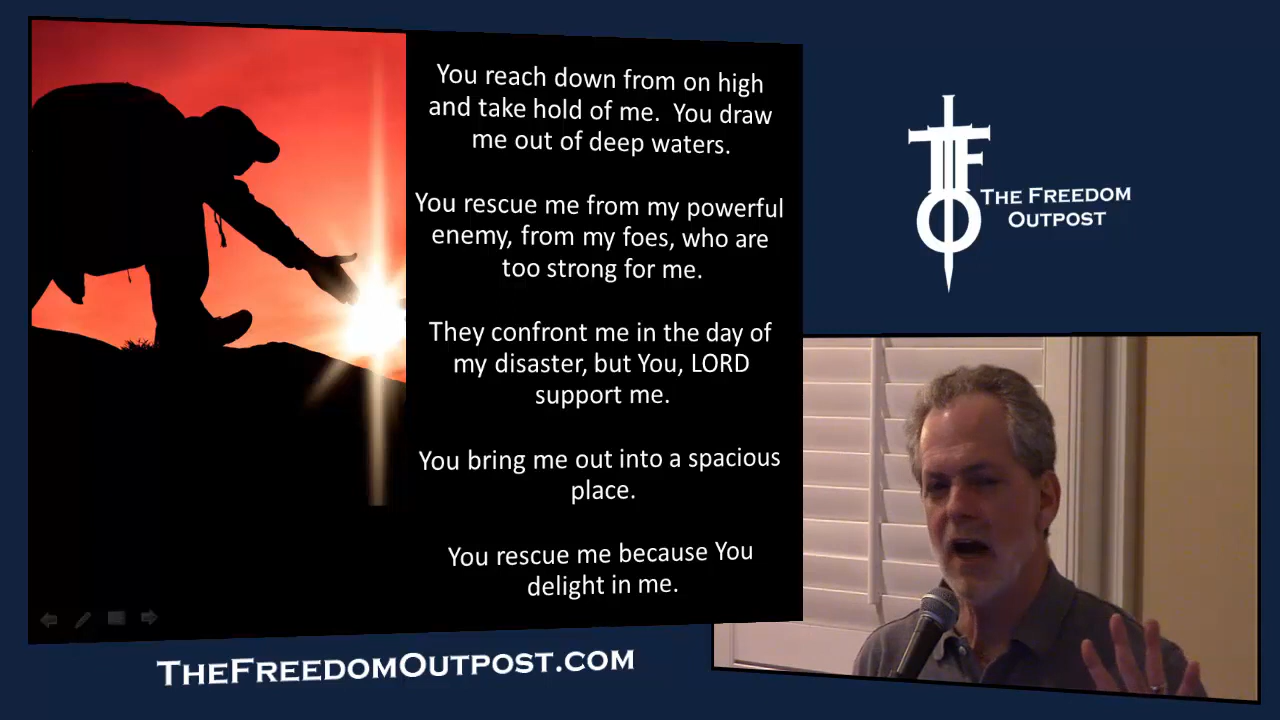 You reach down from on high
and take hold of me.  You draw
me out of deep waters.
You rescue me from my powerful
enemy, from my foes, who are
too strong for me.
They confront me in the day of
my disaster, but You, LORD
support me.
You bring me out into a spacious
place.
You rescue me because You
delight in me.
TF
O
The Freedom
Outpost
TheFreedomOutpost.com